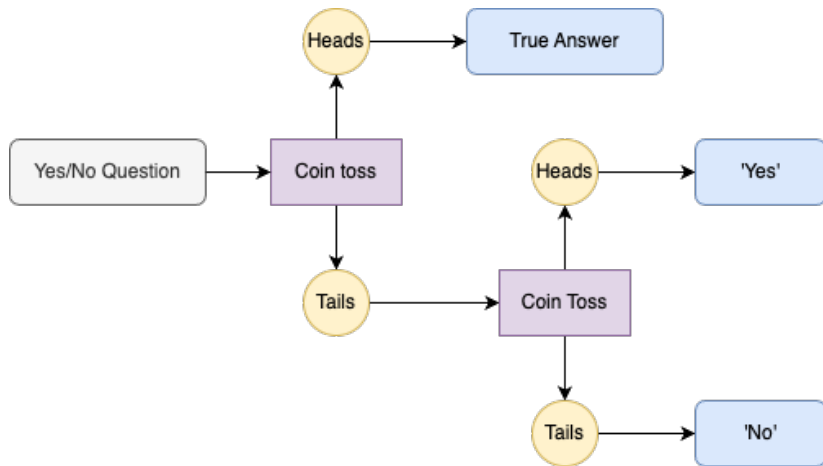 Heads
True Answer
Yes/No Question
Coin toss
Heads
'Yes'
Tails
Coin Toss
Tails
'No'